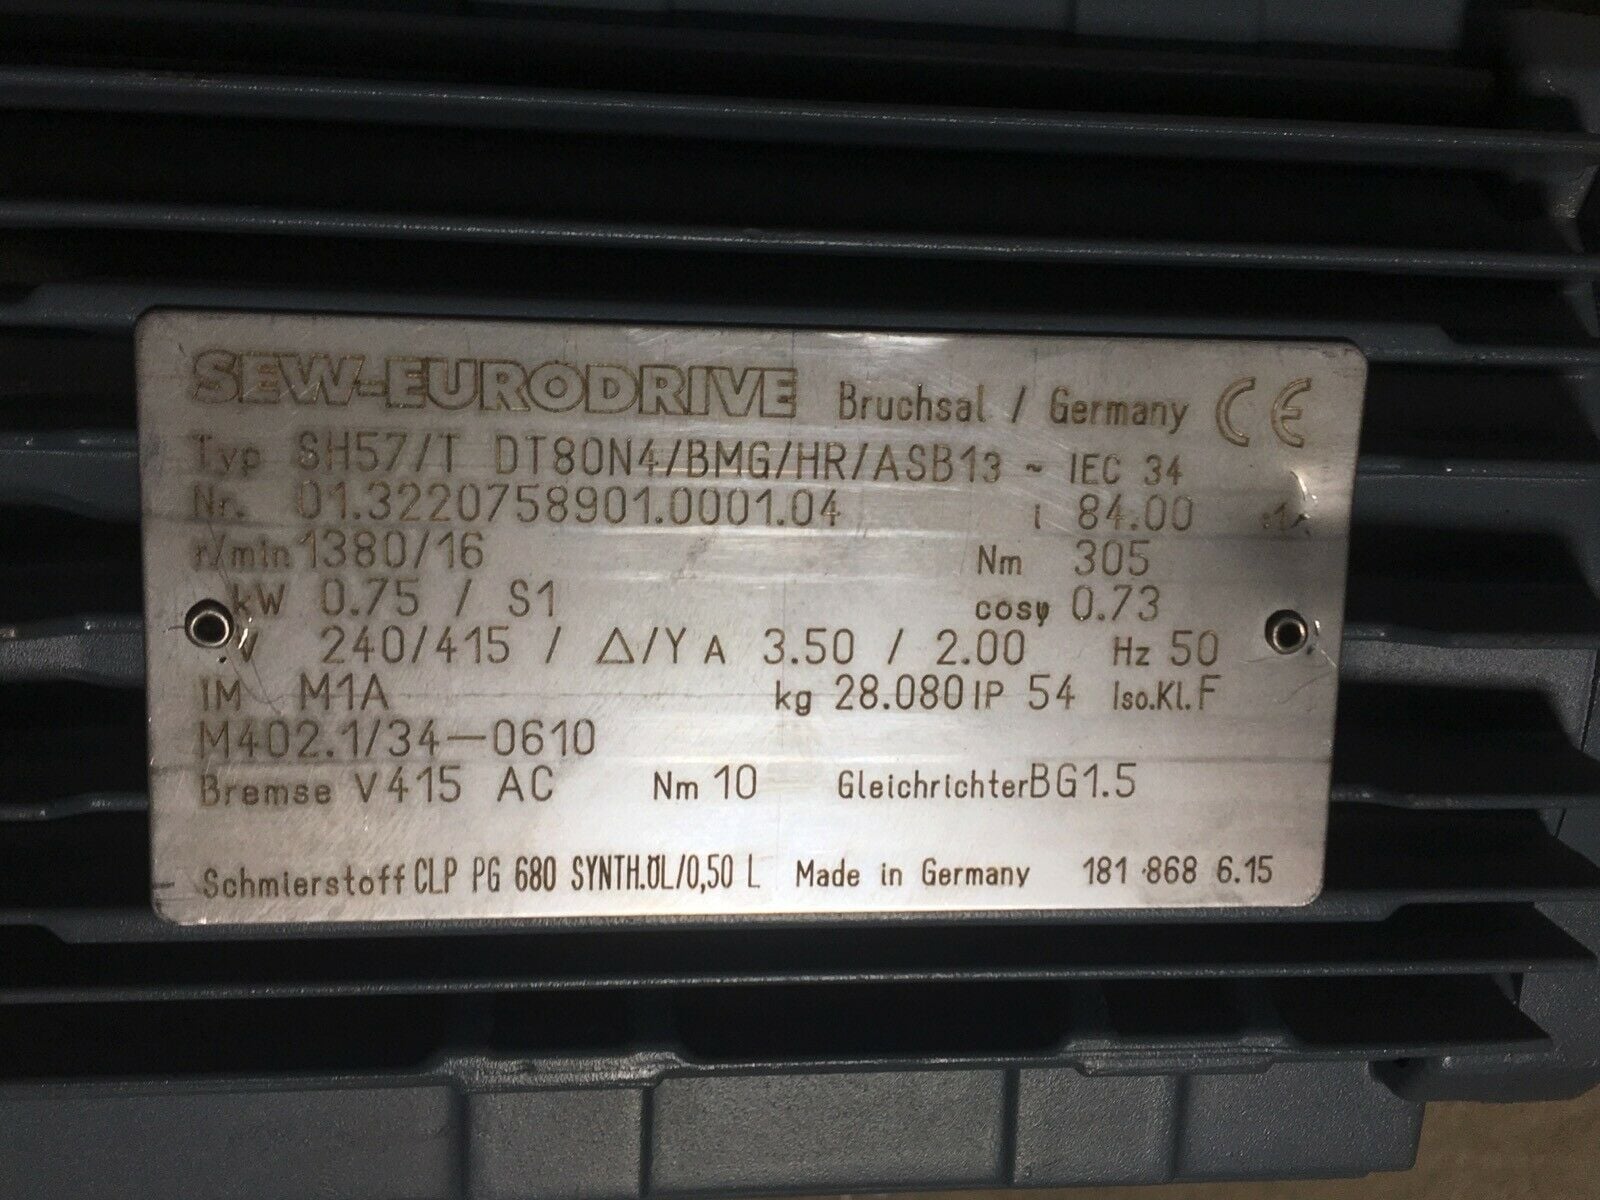 SEW-EURODRIVE Bruchsal / Germany CE
Typ SH57/T DT80N4/BMG/HR/ASB13 ~ IEC 34
Nr. 01.3220758901.0001.04 i 84.00 :1
r/min 1380/16 Nm 305
kW 0.75 / S1 cosφ 0.73
V 240/415 / △/Y A 3.50 / 2.00 Hz 50
IM M1A kg 28.080 IP 54 Iso.Kl. F
M402.1/34-0610
Bremse V 415 AC Nm 10 Gleichrichter BG1.5
Schmierstoff CLP PG 680 SYNTH.ÖL/0,50 L Made in Germany 181 868 6.15